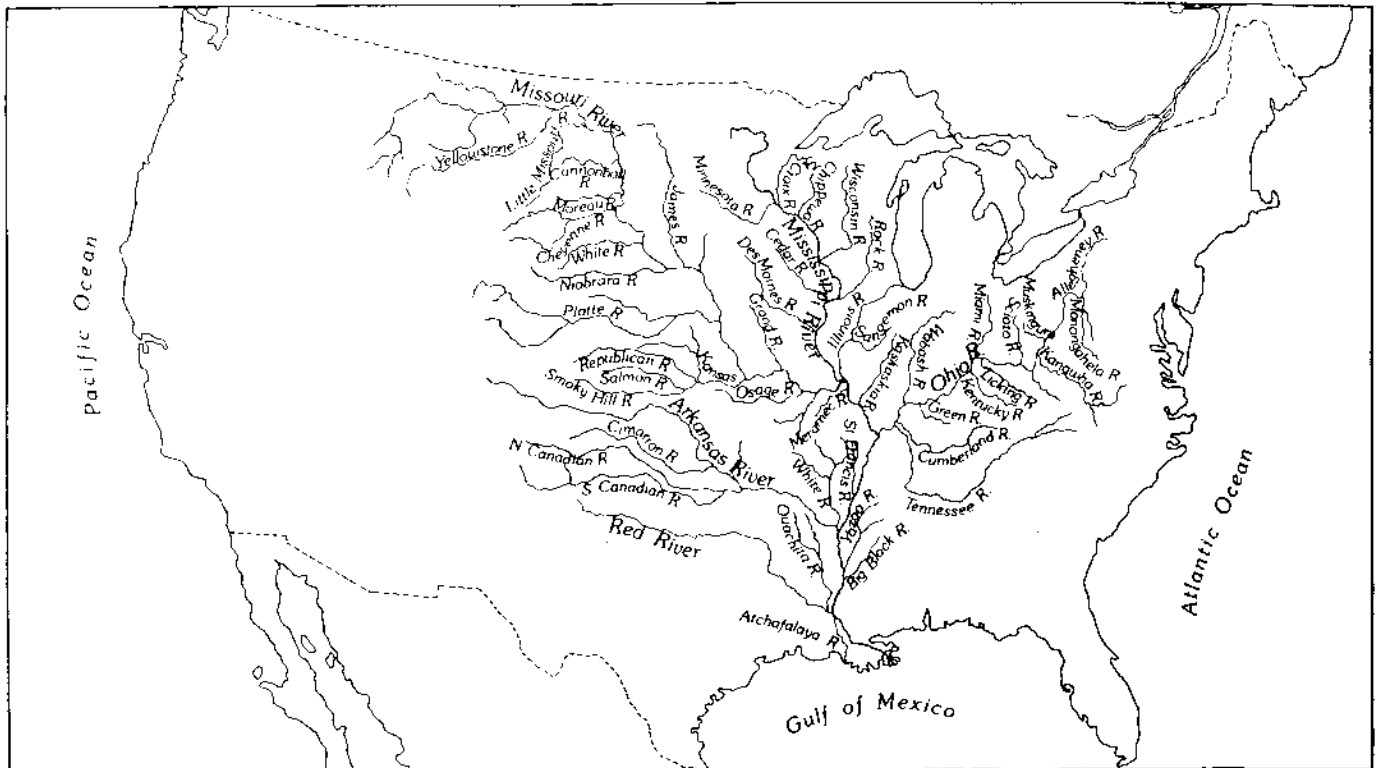 Missouri River
Yellowstone R
Little Missouri R
Cannonball R
Moreau R
Cheyenne R
White R
Niobrara R
Platte R
James R
Minnesota R
St Croix R
Chippewa R
Wisconsin R
Rock R
Mississippi River
Cedar R
Des Moines R
Grand R.
Illinois R
Sangamon R
Kaskaskia R
Wabash R
Miami R
Scioto R
Muskingum
Allegheney R
Monongahela R
Kanawha R
Ohio R
Licking R
Kentucky R
Green R.
Cumberland R.
Tennessee R.
Republican R
Salmon R
Smoky Hill R
Kansas
Osage R
Meramec R
St Francis R
White R
Arkansas River
Cimarron R
N Canadian R
S Canadian R
Red River
Ouachita R
Yazoo R
Big Black R.
Atchafalaya R
Pacific Ocean
Atlantic Ocean
Gulf of Mexico